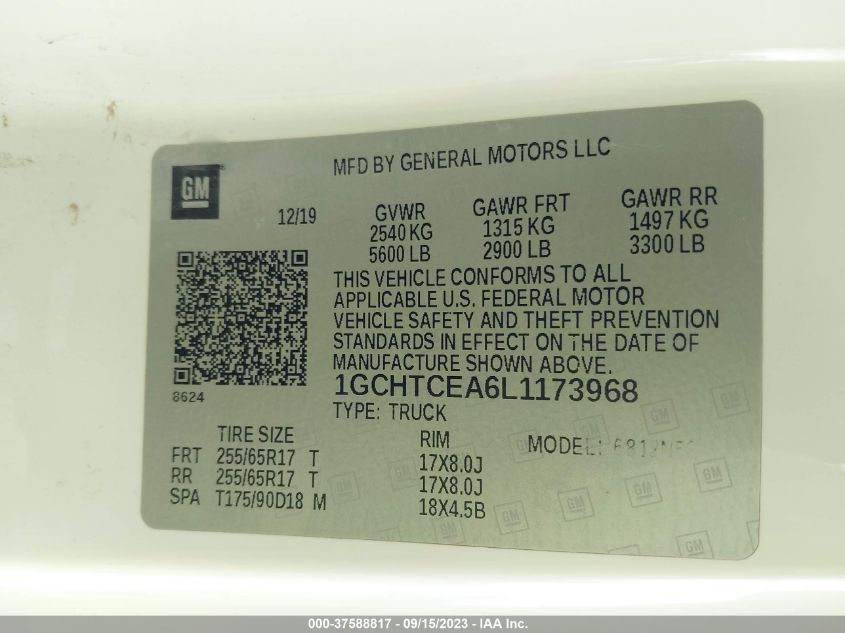 GM
MFD BY GENERAL MOTORS LLC
12/19
GVWR GAWR FRT GAWR RR
2540 KG 1315 KG 1497 KG
5600 LB 2900 LB 3300 LB
THIS VEHICLE CONFORMS TO ALL
APPLICABLE U.S. FEDERAL MOTOR
VEHICLE SAFETY AND THEFT PREVENTION
STANDARDS IN EFFECT ON THE DATE OF
MANUFACTURE SHOWN ABOVE.
8624
1GCHTCEA6L1173968
TYPE: TRUCK
TIRE SIZE RIM MODEL:
FRT 255/65R17 T 17X8.0J
RR 255/65R17 T 17X8.0J
SPA T175/90D18 M 18X4.5B
000-37588817 - 09/15/2023 - © IAA, Inc.